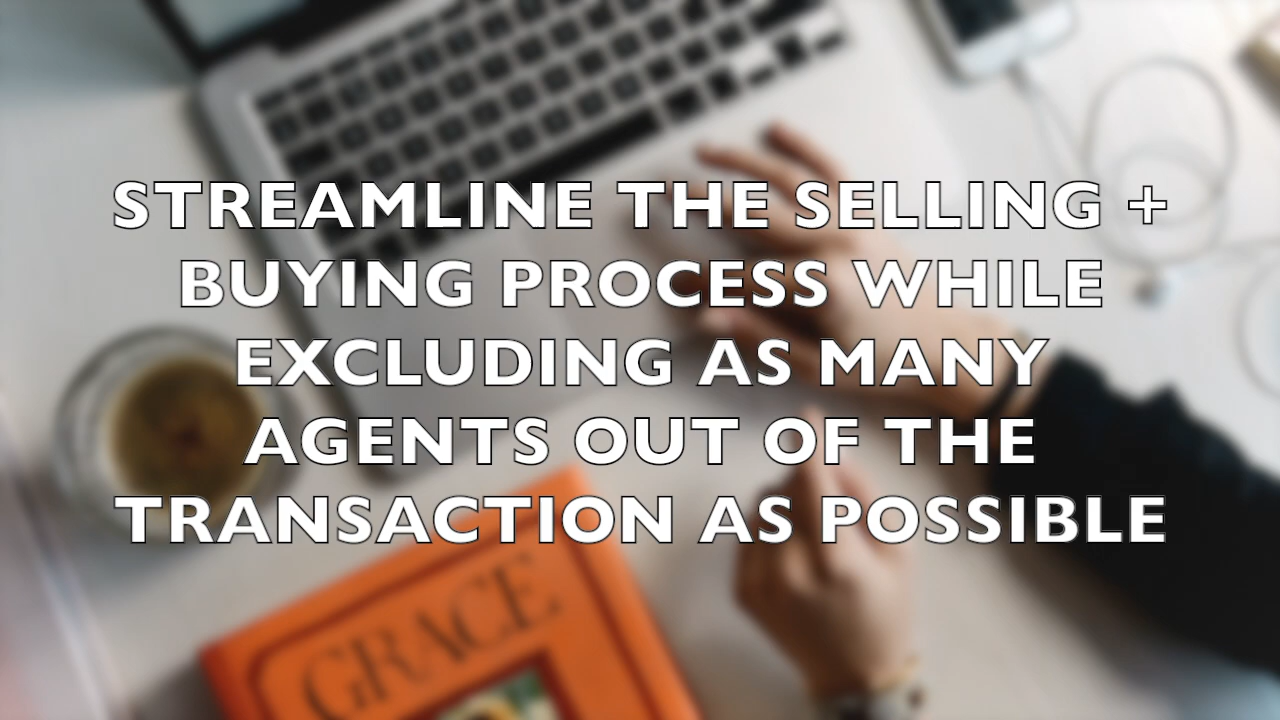 STREAMLINE THE SELLING +
BUYING PROCESS WHILE
EXCLUDING AS MANY
AGENTS OUT OF THE
TRANSACTION AS POSSIBLE
GRACE